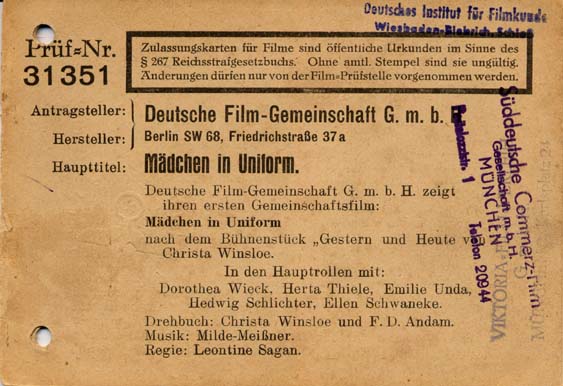 Deutsches Institut für Filmkunde
Wiesbaden-Biebrich Schloß
Prüf-Nr.
31351
Zulassungskarten für Filme sind öffentliche Urkunden im Sinne des
§ 267 Reichsstrafgesetzbuchs. Ohne amtl. Stempel sind sie ungültig.
Änderungen dürfen nur von der Film-Prüfstelle vorgenommen werden.
Antragsteller: Deutsche Film-Gemeinschaft G. m. b.
Hersteller: Berlin SW 68, Friedrichstraße 37a
Haupttitel: Mädchen in Uniform.
Deutsche Film-Gemeinschaft G. m. b. H. zeigt
ihren ersten Gemeinschaftsfilm:
Mädchen in Uniform
nach dem Bühnenstück „Gestern und Heute v
Christa Winsloe.
In den Hauptrollen mit:
Dorothea Wieck, Herta Thiele, Emilie Unda,
Hedwig Schlichter, Ellen Schwaneke.
Drehbuch: Christa Winsloe und F. D. Andam.
Musik: Milde-Meißner.
Regie: Leontine Sagan.
Süddeutsche Commerz-Film
Gesellschaft m. b. H.
MÜNCHEN
1 Telefon 20944
VIKTORIA